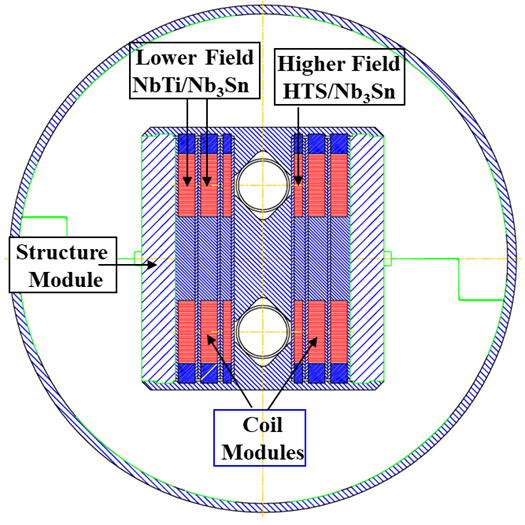 Lower Field
NbTi/Nb₃Sn
Higher Field
HTS/Nb₃Sn
Structure
Module
Coil
Modules